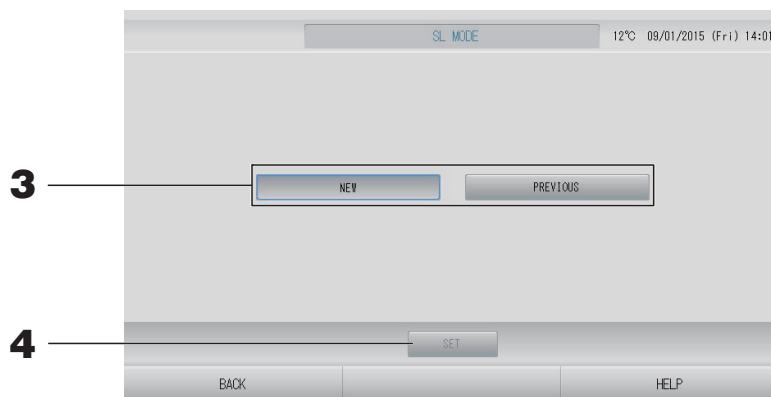 SL MODE 12°C 09/01/2015 (Fri) 14:01
3 NEW PREVIOUS
4 SET
BACK HELP